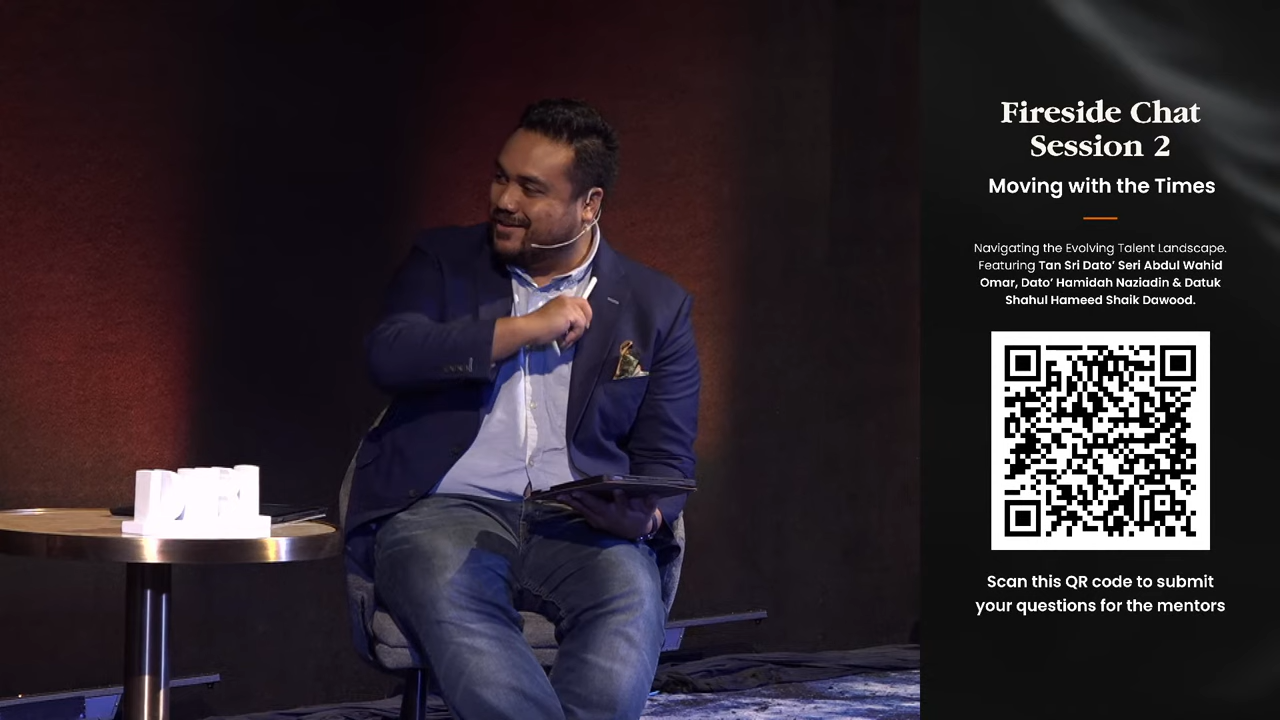 Fireside Chat
Session 2
Moving with the Times
Navigating the Evolving Talent Landscape.
Featuring Tan Sri Dato’ Seri Abdul Wahid
Omar, Dato’ Hamidah Naziadin & Datuk
Shahul Hameed Shaik Dawood.
Scan this QR code to submit
your questions for the mentors